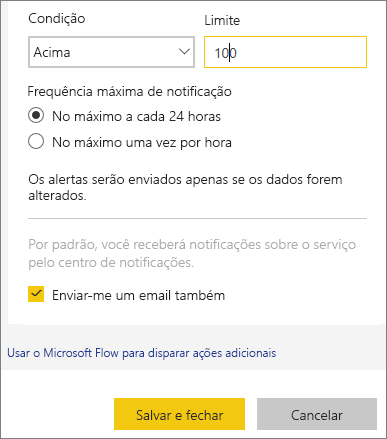 Condição Limite
Acima 100
Frequência máxima de notificação
No máximo a cada 24 horas
No máximo uma vez por hora
Os alertas serão enviados apenas se os dados forem
alterados.
Por padrão, você receberá notificações sobre o serviço
pelo centro de notificações.
Enviar-me um email também
Usar o Microsoft Flow para disparar ações adicionais
Salvar e fechar Cancelar